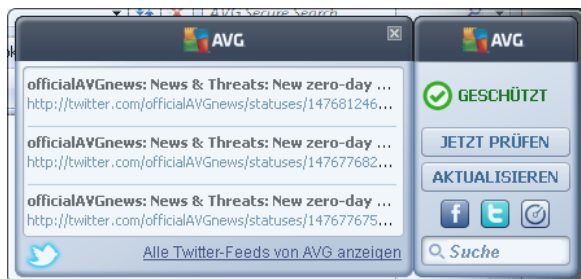 AVG Secure Search
AVG
officialAVGnews: News & Threats: New zero-day ...
http://twitter.com/officialAVGnews/statuses/147681246...
officialAVGnews: News & Threats: New zero-day ...
http://twitter.com/officialAVGnews/statuses/147677682...
officialAVGnews: News & Threats: New zero-day ...
http://twitter.com/officialAVGnews/statuses/147677675...
Alle Twitter-Feeds von AVG anzeigen
AVG
GESCHÜTZT
JETZT PRÜFEN
AKTUALISIEREN
f t
Suche